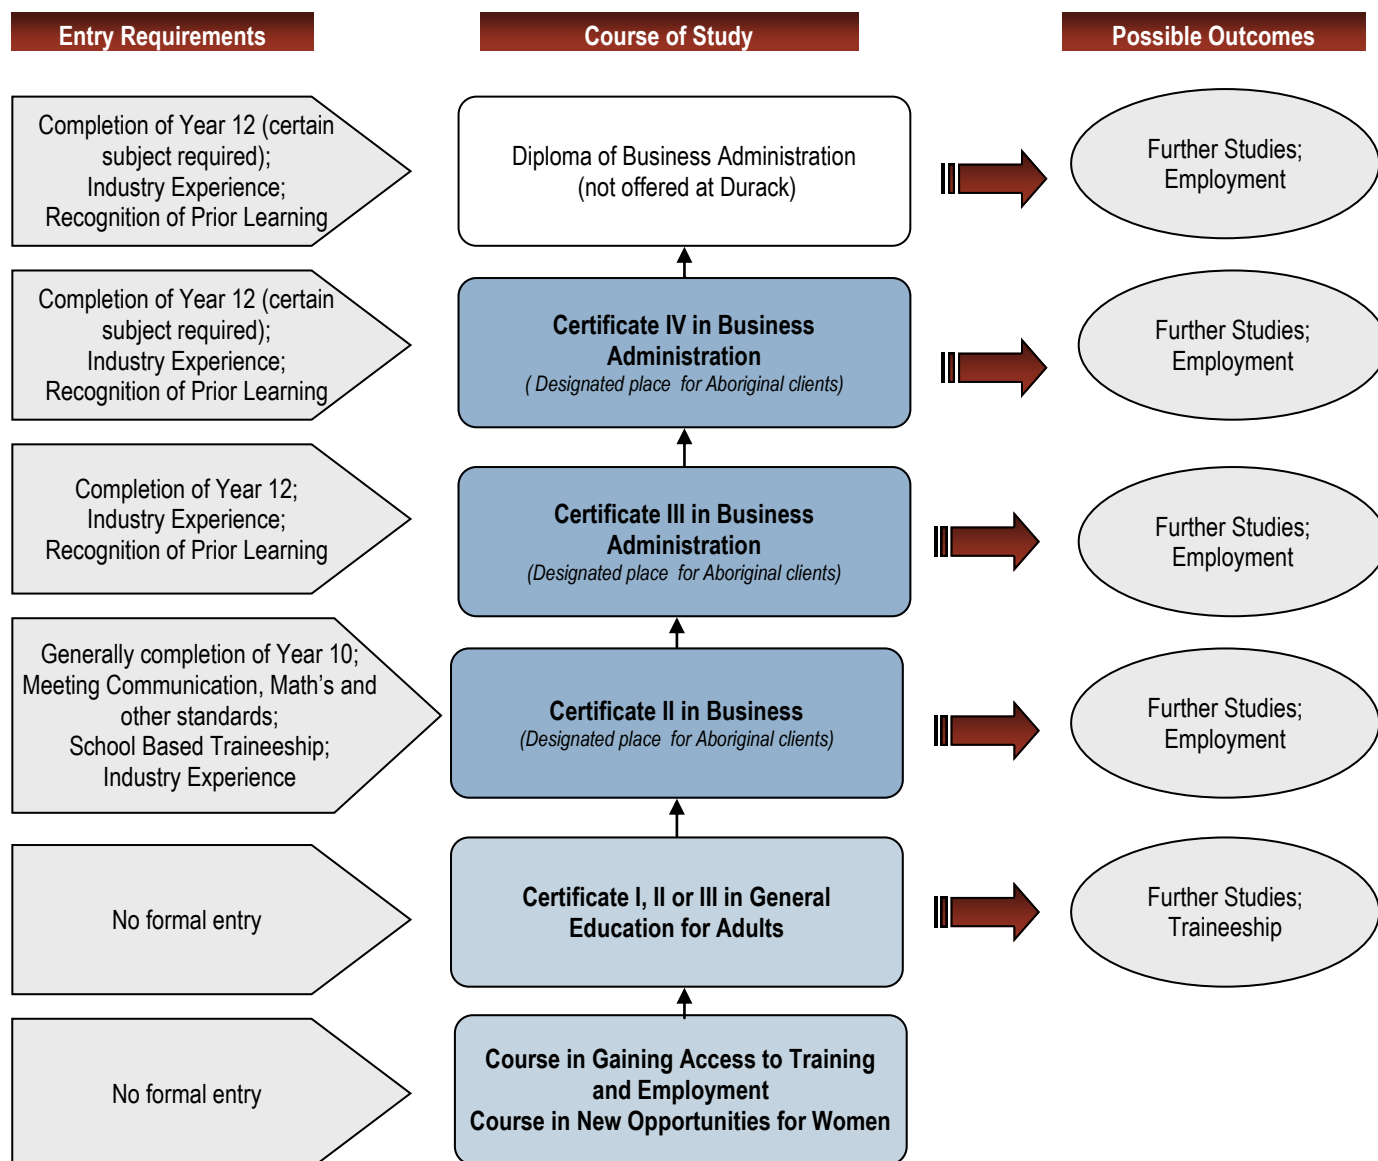 Entry Requirements
Course of Study
Possible Outcomes
Completion of Year 12 (certain
subject required);
Industry Experience;
Recognition of Prior Learning
Diploma of Business Administration
(not offered at Durack)
Further Studies;
Employment
Completion of Year 12 (certain
subject required);
Industry Experience;
Recognition of Prior Learning
Certificate IV in Business
Administration
( Designated place for Aboriginal clients)
Further Studies;
Employment
Completion of Year 12;
Industry Experience;
Recognition of Prior Learning
Certificate III in Business
Administration
(Designated place for Aboriginal clients)
Further Studies;
Employment
Generally completion of Year 10;
Meeting Communication, Math's and
other standards;
School Based Traineeship;
Industry Experience
Certificate II in Business
(Designated place for Aboriginal clients)
Further Studies;
Employment
No formal entry
Certificate I, II or III in General
Education for Adults
Further Studies;
Traineeship
No formal entry
Course in Gaining Access to Training
and Employment
Course in New Opportunities for Women